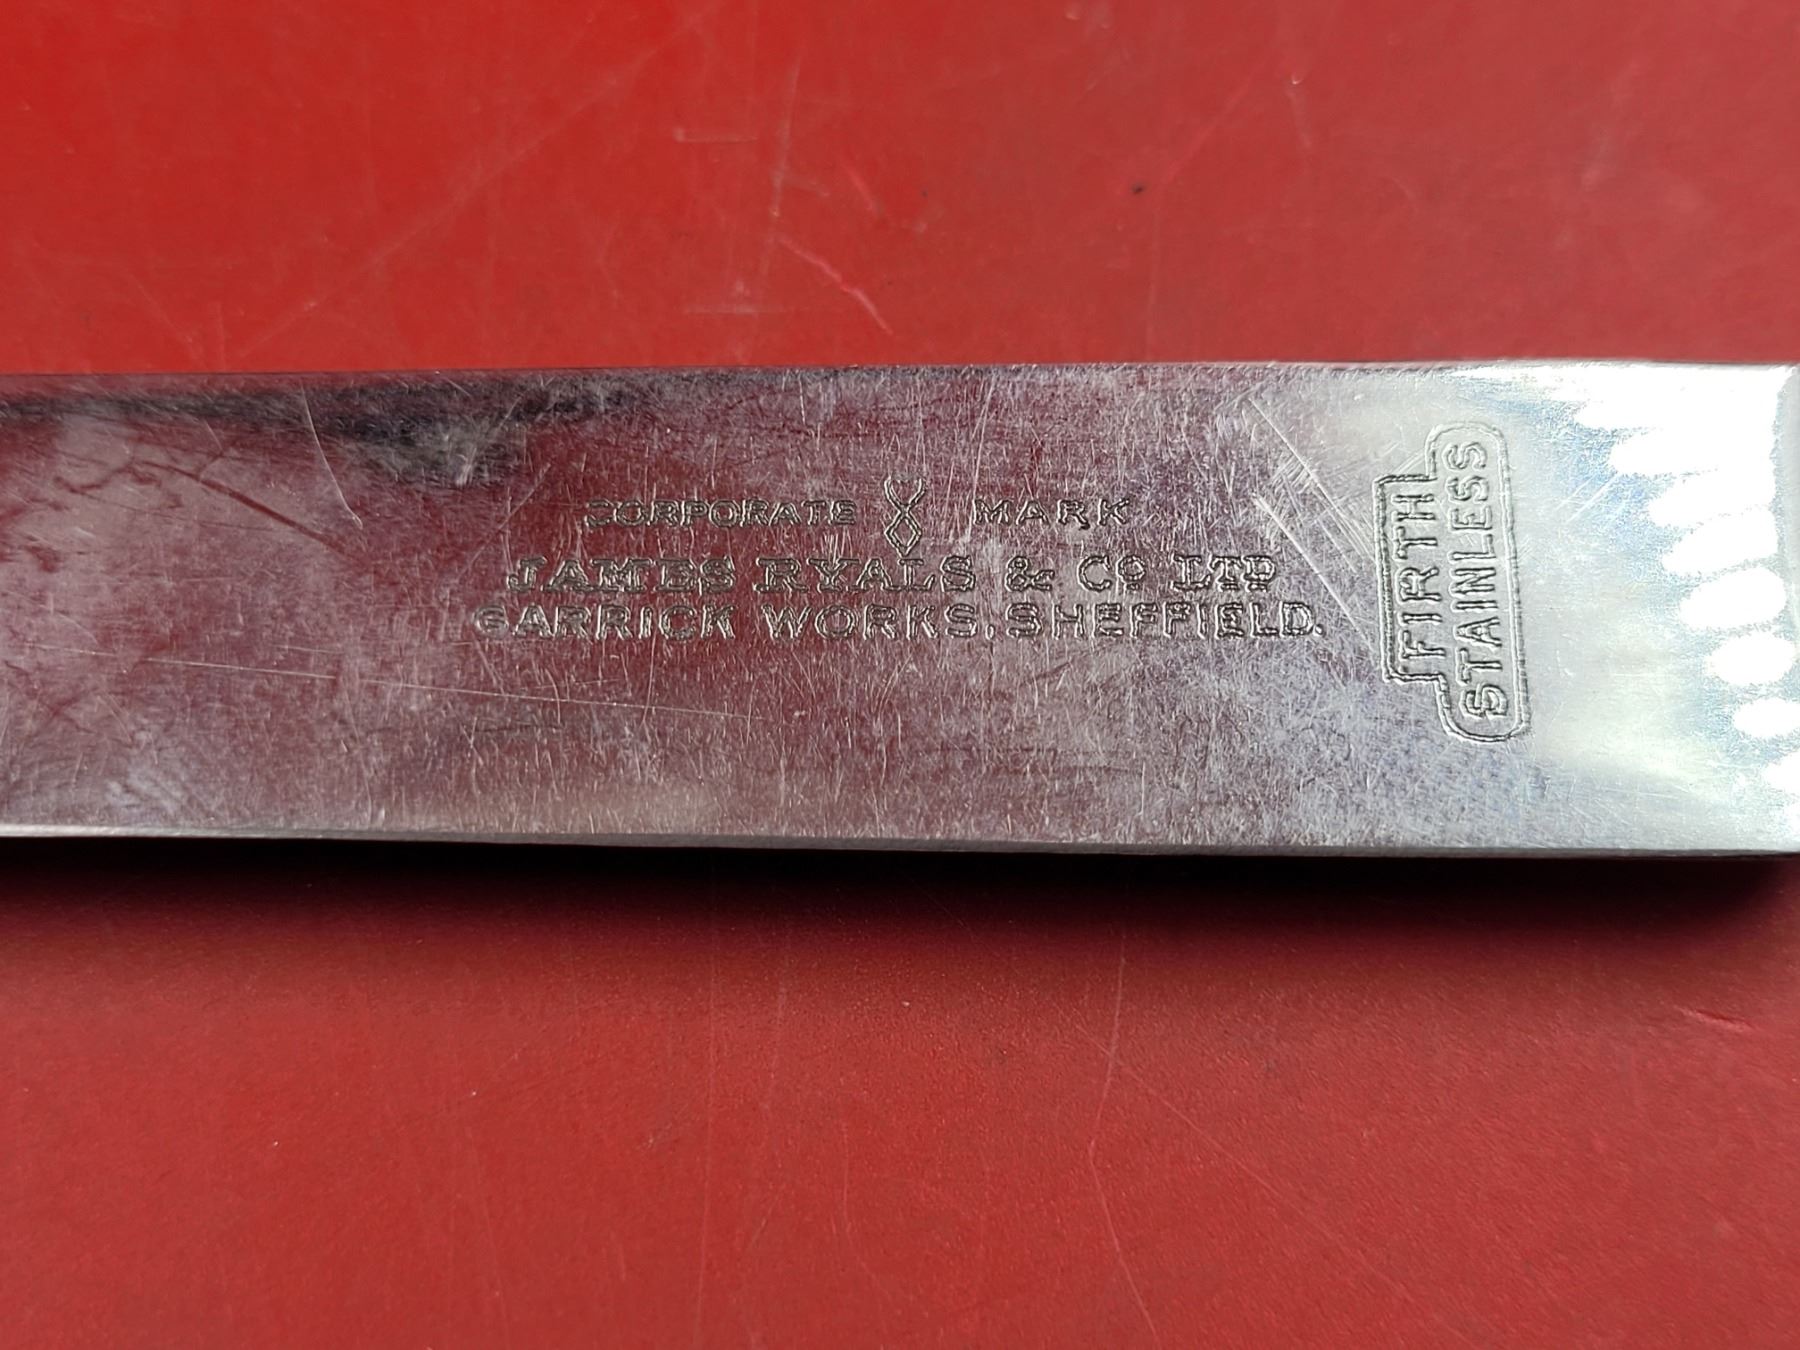 CORPORATE MARK
JAMES RYALS & Co LTD
GARRICK WORKS. SHEFFIELD.
FIRTH
STAINLESS